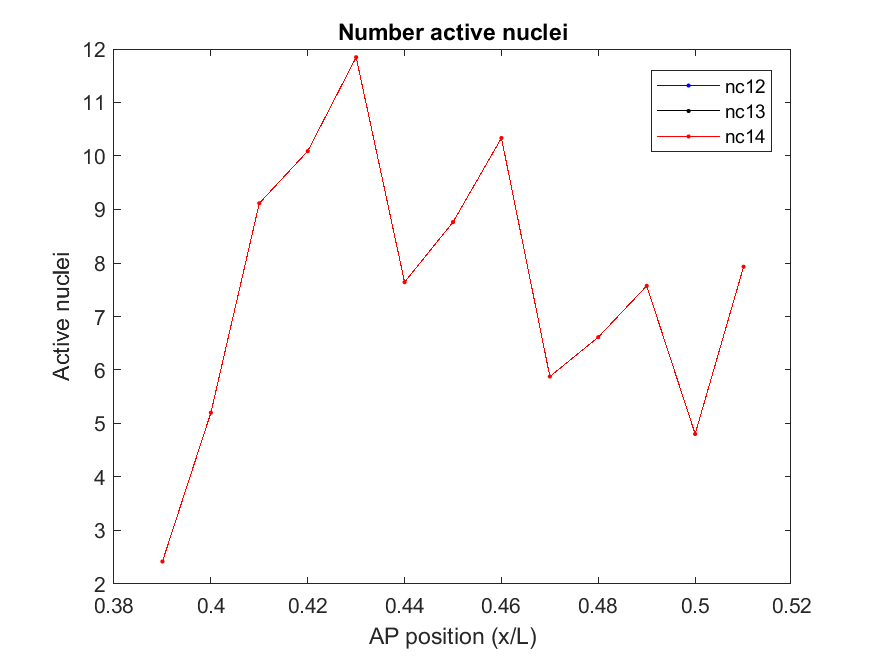 Number active nuclei
12
11
10
9
8
7
6
5
4
3
2
Active nuclei
nc12
nc13
nc14
0.38 0.4 0.42 0.44 0.46 0.48 0.5 0.52
AP position (x/L)